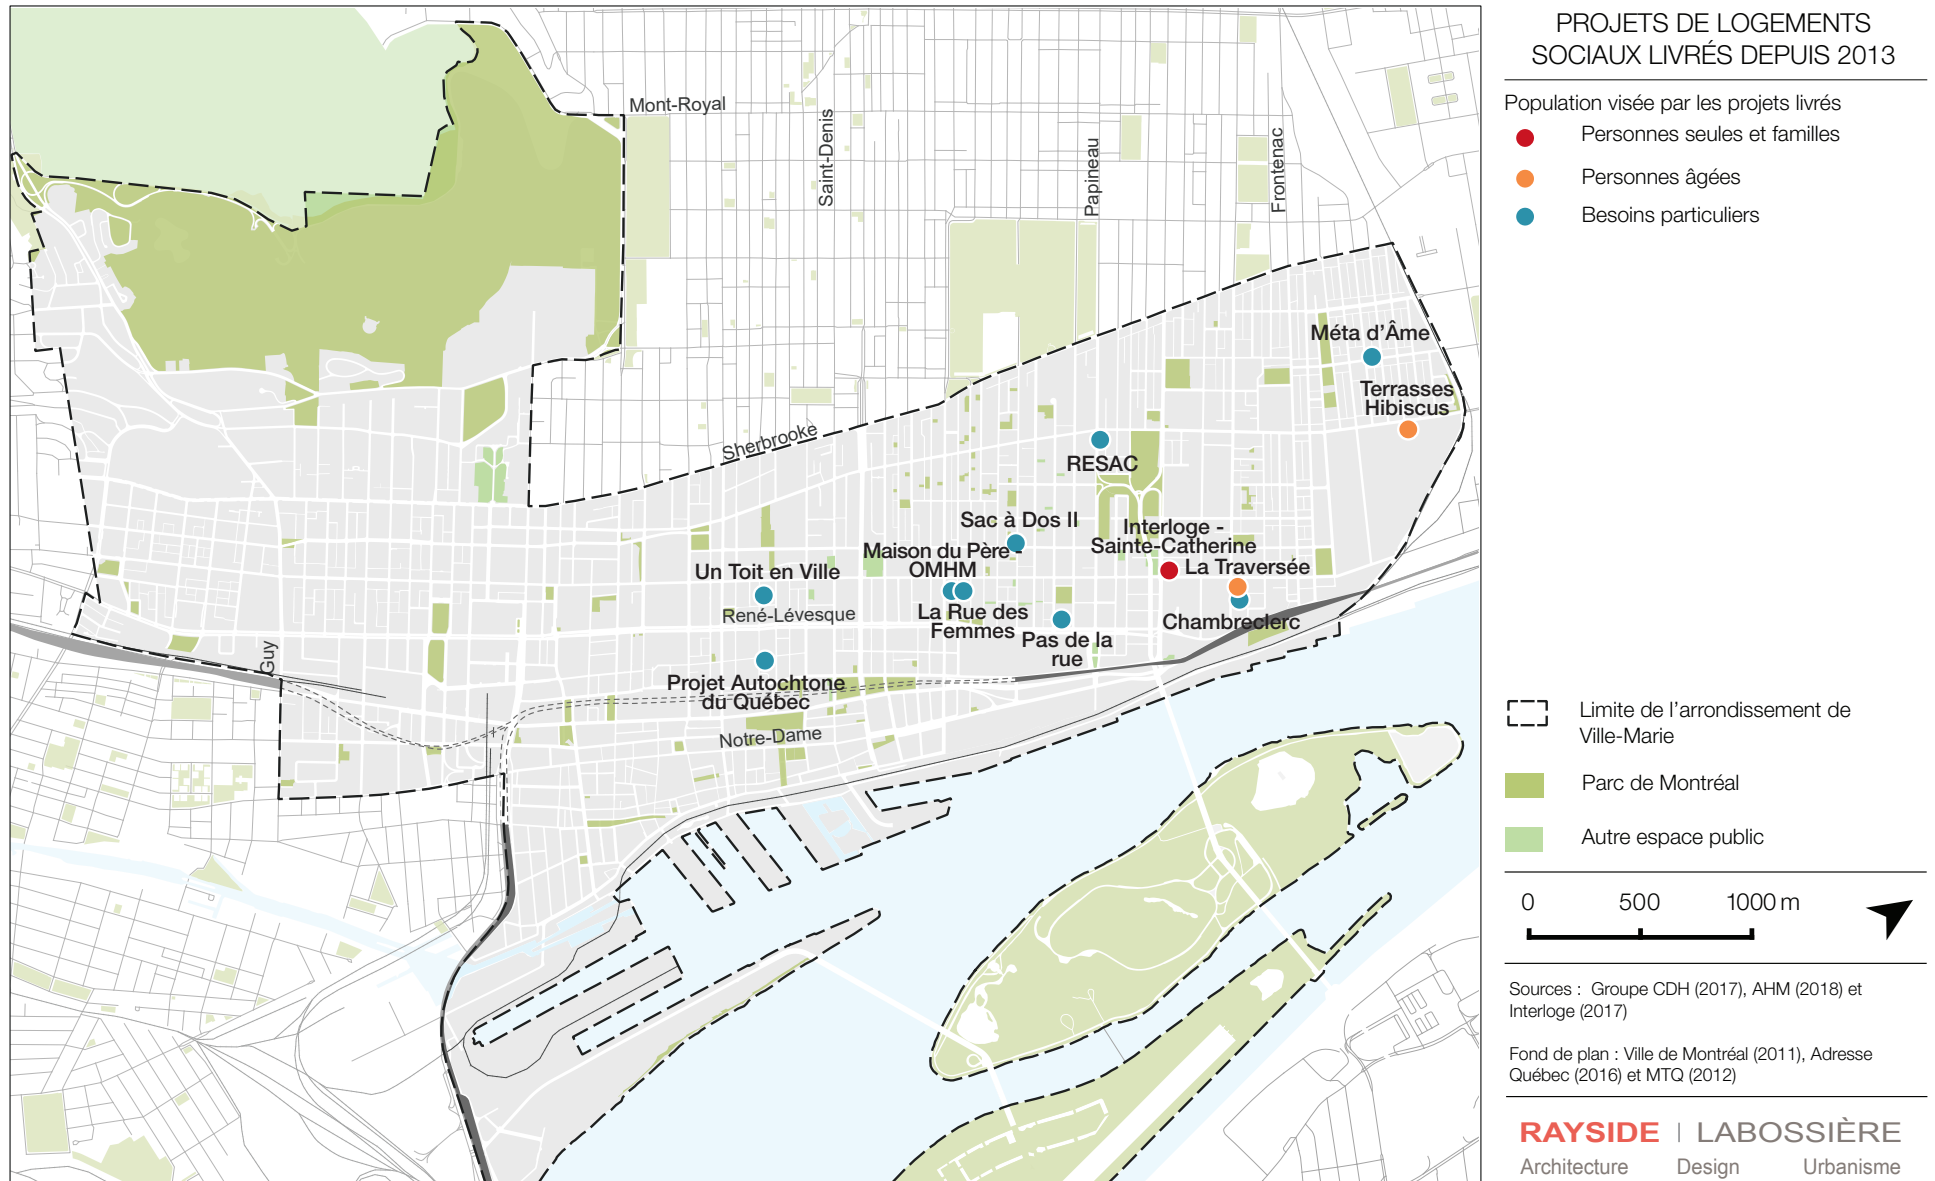 PROJETS DE LOGEMENTS
SOCIAUX LIVRÉS DEPUIS 2013
Population visée par les projets livrés
Personnes seules et familles
Personnes âgées
Besoins particuliers
Mont-Royal
Saint-Denis
Papineau
Frontenac
Sherbrooke
Méta d'Âme
Terrasses
Hibiscus
RESAC
Sac à Dos II
Interloge -
Sainte-Catherine
Maison du Père -
OMHM
La Traversée
Un Toit en Ville
René-Lévesque
La Rue des
Femmes
Chambreclerc
Pas de la
rue
Guy
Projet Autochtone
du Québec
Notre-Dame
Limite de l'arrondissement de
Ville-Marie
Parc de Montréal
Autre espace public
0 500 1000 m
Sources : Groupe CDH (2017), AHM (2018) et
Interloge (2017)
Fond de plan : Ville de Montréal (2011), Adresse
Québec (2016) et MTQ (2012)
RAYSIDE | LABOSSIÈRE
Architecture Design Urbanisme